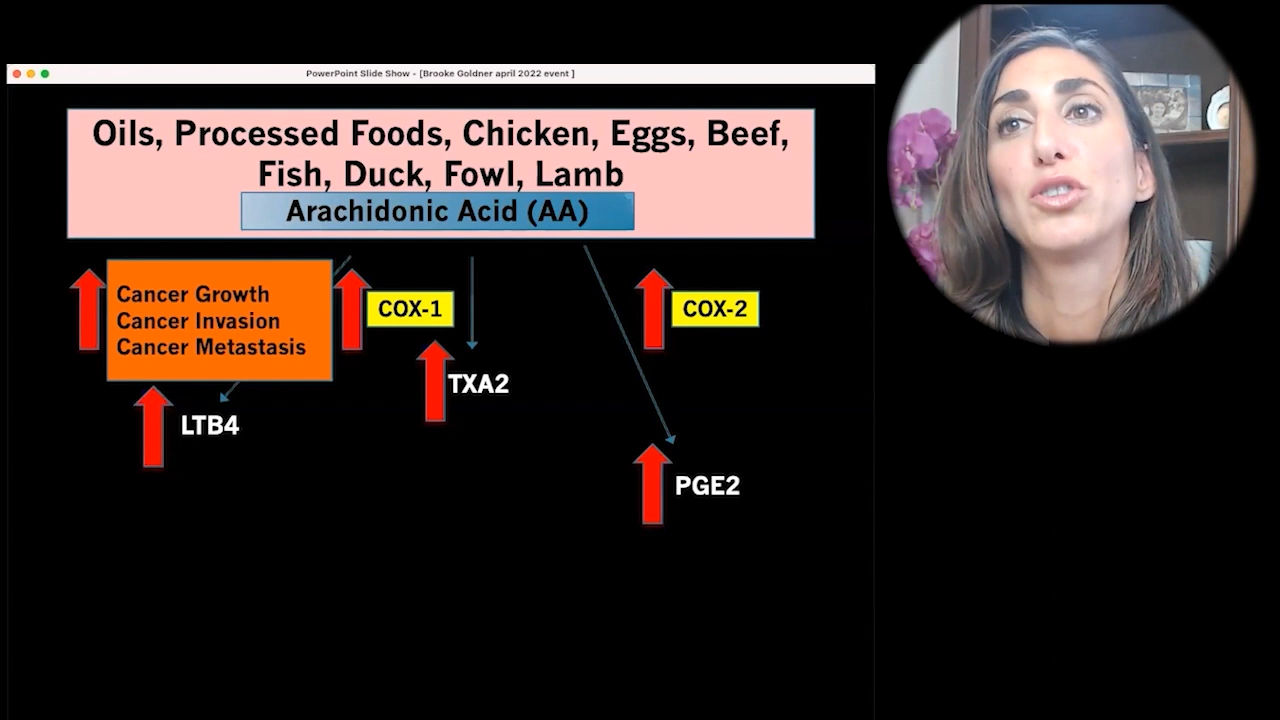 PowerPoint Slide Show - [Brooke Goldner april 2022 event ]
Oils, Processed Foods, Chicken, Eggs, Beef,
Fish, Duck, Fowl, Lamb
Arachidonic Acid (AA)
Cancer Growth
Cancer Invasion
Cancer Metastasis
COX-1
COX-2
TXA2
LTB4
PGE2